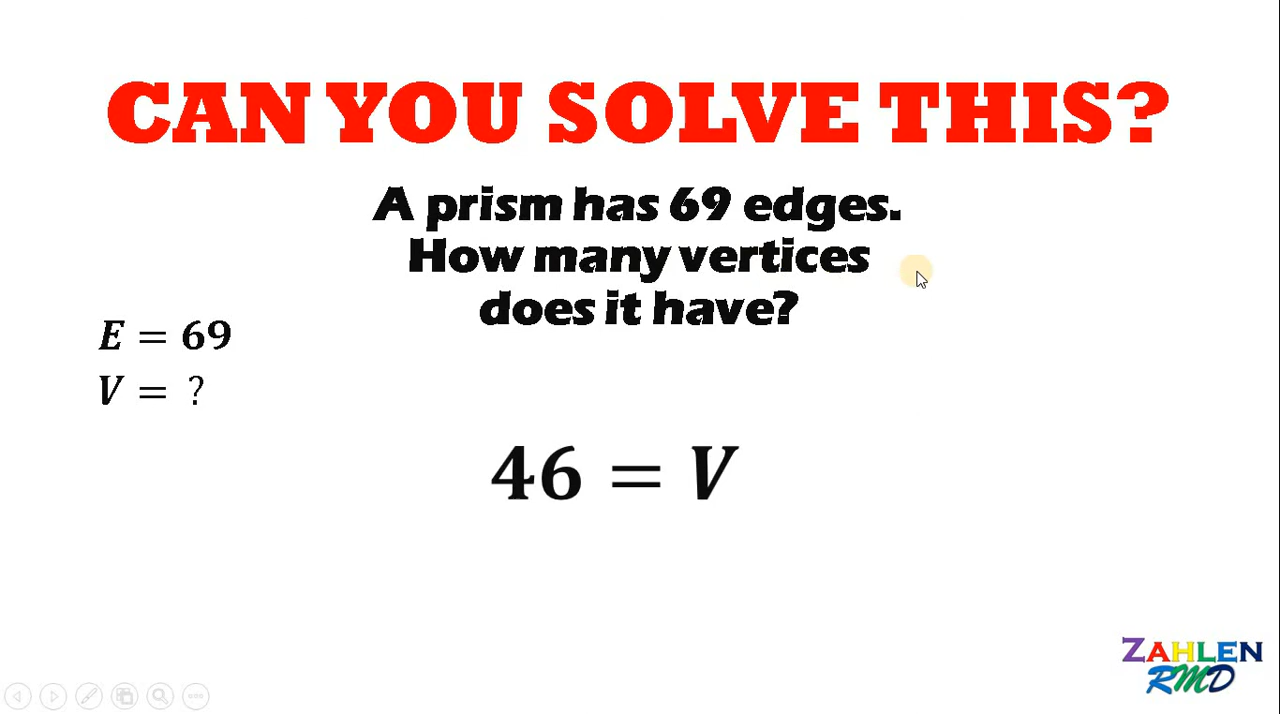 CAN YOU SOLVE THIS?
A prism has 69 edges.
How many vertices
does it have?
E = 69
V = ?
46 = V
ZAHLEN
RMD